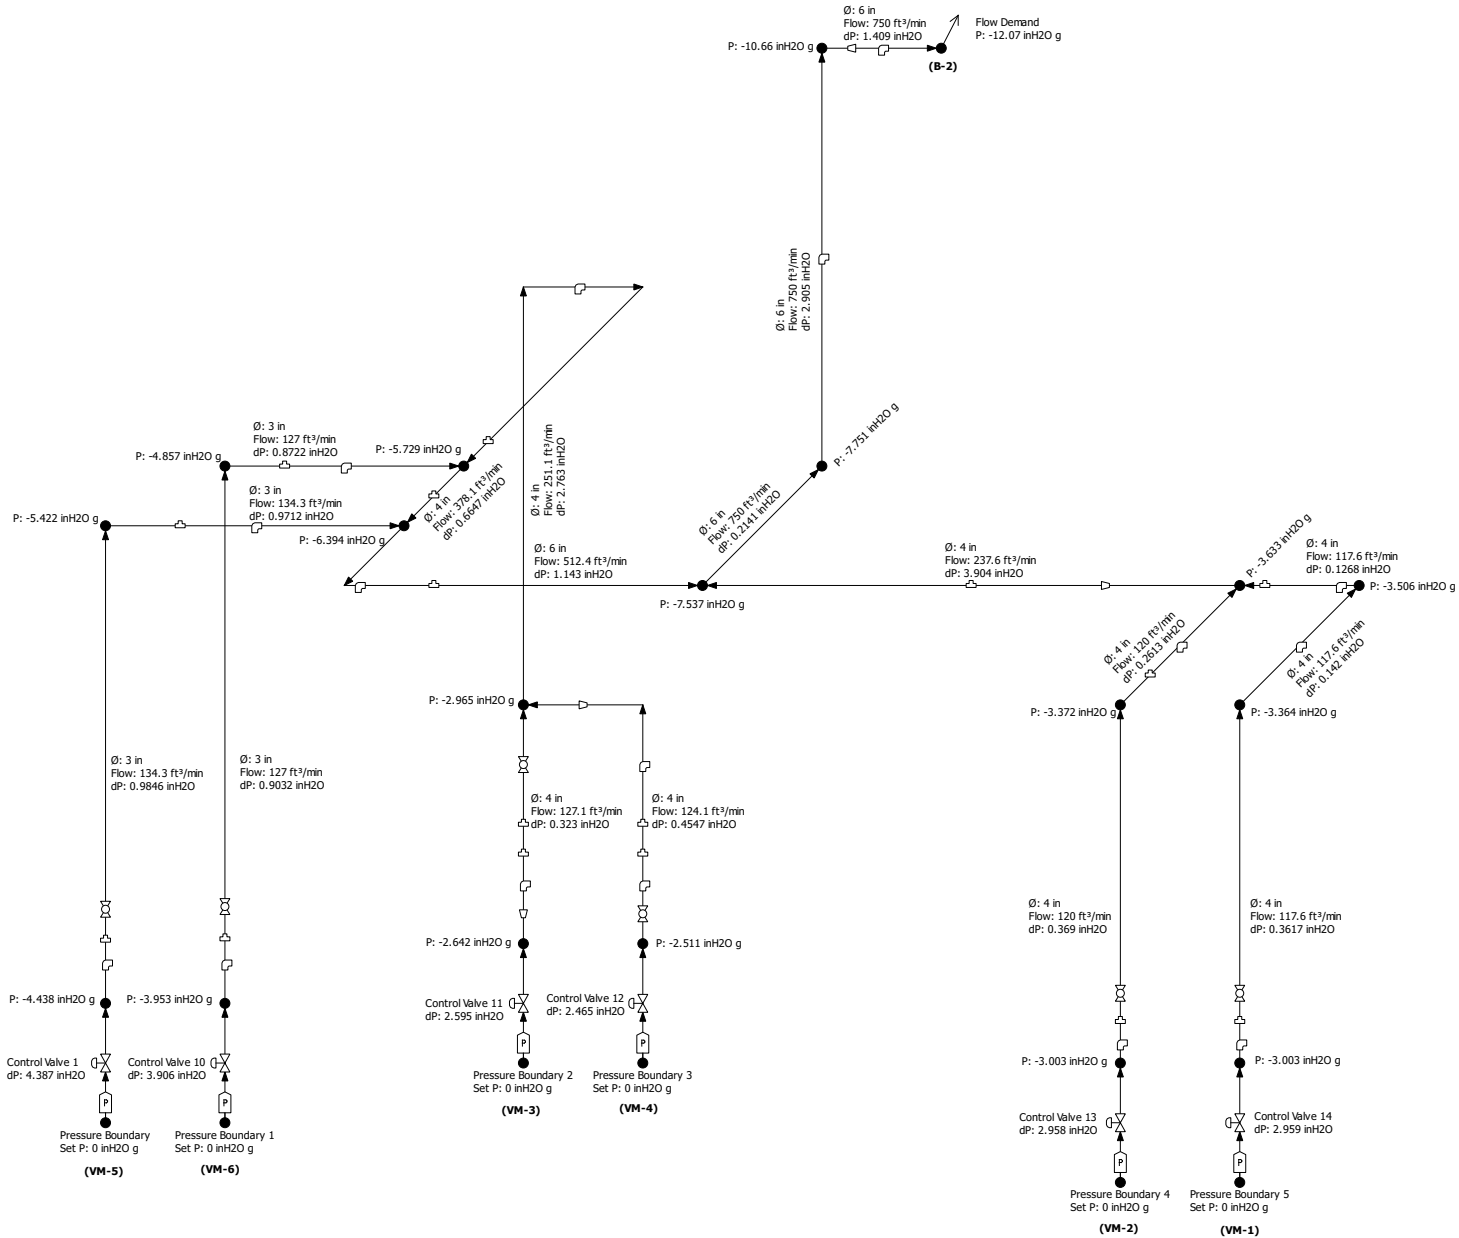 Ø: 6 in
Flow: 750 ft³/min
dP: 1.409 inH2O
Flow Demand
P: -12.07 inH2O g
P: -10.66 inH2O g
(B-2)
Ø: 6 in
Flow: 750 ft³/min
dP: 2.905 inH2O
P: -7.751 inH2O g
Ø: 3 in
Flow: 127 ft³/min
dP: 0.8722 inH2O
P: -4.857 inH2O g
P: -5.729 inH2O g
Ø: 4 in
Flow: 251.1 ft³/min
dP: 2.763 inH2O
Ø: 4 in
Flow: 378.1 ft³/min
dP: 0.6647 inH2O
Ø: 3 in
Flow: 134.3 ft³/min
dP: 0.9712 inH2O
P: -5.422 inH2O g
P: -6.394 inH2O g
Ø: 6 in
Flow: 750 ft³/min
dP: 0.2141 inH2O
Ø: 6 in
Flow: 512.4 ft³/min
dP: 1.143 inH2O
P: -7.537 inH2O g
Ø: 4 in
Flow: 237.6 ft³/min
dP: 3.904 inH2O
P: -3.633 inH2O g
Ø: 4 in
Flow: 117.6 ft³/min
dP: 0.1268 inH2O
P: -3.506 inH2O g
Ø: 4 in
Flow: 120 ft³/min
dP: 0.2613 inH2O
Ø: 4 in
Flow: 117.6 ft³/min
dP: 0.142 inH2O
P: -2.965 inH2O g
P: -3.372 inH2O g
P: -3.364 inH2O g
Ø: 3 in
Flow: 134.3 ft³/min
dP: 0.9846 inH2O
Ø: 3 in
Flow: 127 ft³/min
dP: 0.9032 inH2O
Ø: 4 in
Flow: 127.1 ft³/min
dP: 0.323 inH2O
Ø: 4 in
Flow: 124.1 ft³/min
dP: 0.4547 inH2O
Ø: 4 in
Flow: 120 ft³/min
dP: 0.369 inH2O
Ø: 4 in
Flow: 117.6 ft³/min
dP: 0.3617 inH2O
P: -2.642 inH2O g
P: -2.511 inH2O g
P: -4.438 inH2O g
P: -3.953 inH2O g
Control Valve 11
dP: 2.595 inH2O
Control Valve 12
dP: 2.465 inH2O
P
P
Control Valve 1
dP: 4.387 inH2O
Control Valve 10
dP: 3.906 inH2O
Pressure Boundary 2
Set P: 0 inH2O g
(VM-3)
Pressure Boundary 3
Set P: 0 inH2O g
(VM-4)
P: -3.003 inH2O g
P: -3.003 inH2O g
P
P
Control Valve 13
dP: 2.958 inH2O
Control Valve 14
dP: 2.959 inH2O
Pressure Boundary
Set P: 0 inH2O g
(VM-5)
Pressure Boundary 1
Set P: 0 inH2O g
(VM-6)
P
P
Pressure Boundary 4
Set P: 0 inH2O g
(VM-2)
Pressure Boundary 5
Set P: 0 inH2O g
(VM-1)